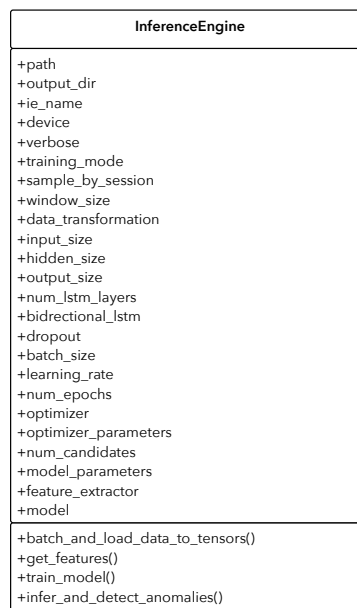 InferenceEngine
+path
+output_dir
+ie_name
+device
+verbose
+training_mode
+sample_by_session
+window_size
+data_transformation
+input_size
+hidden_size
+output_size
+num_lstm_layers
+bidrectional_lstm
+dropout
+batch_size
+learning_rate
+num_epochs
+optimizer
+optimizer_parameters
+num_candidates
+model_parameters
+feature_extractor
+model
+batch_and_load_data_to_tensors()
+get_features()
+train_model()
+infer_and_detect_anomalies()